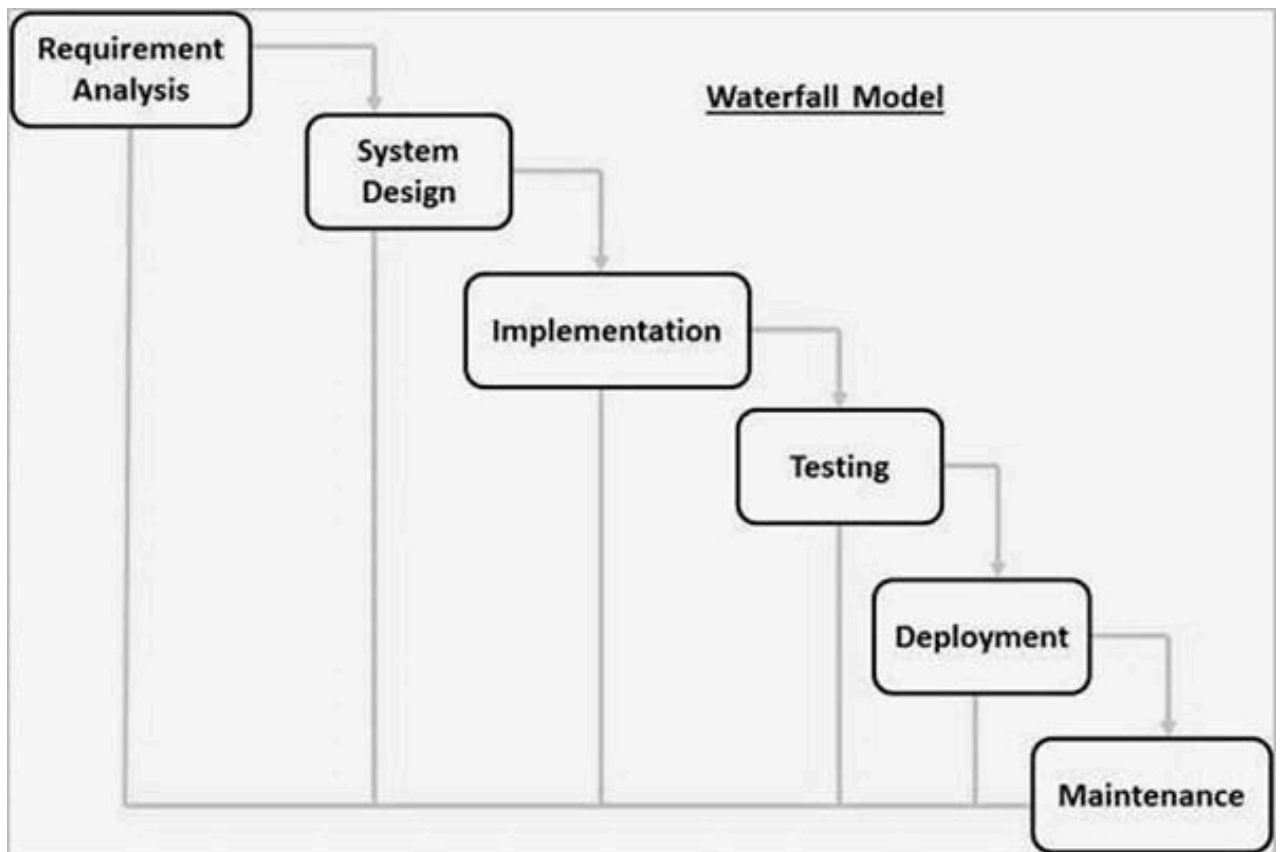 Requirement
Analysis
Waterfall Model
System
Design
Implementation
Testing
Deployment
Maintenance